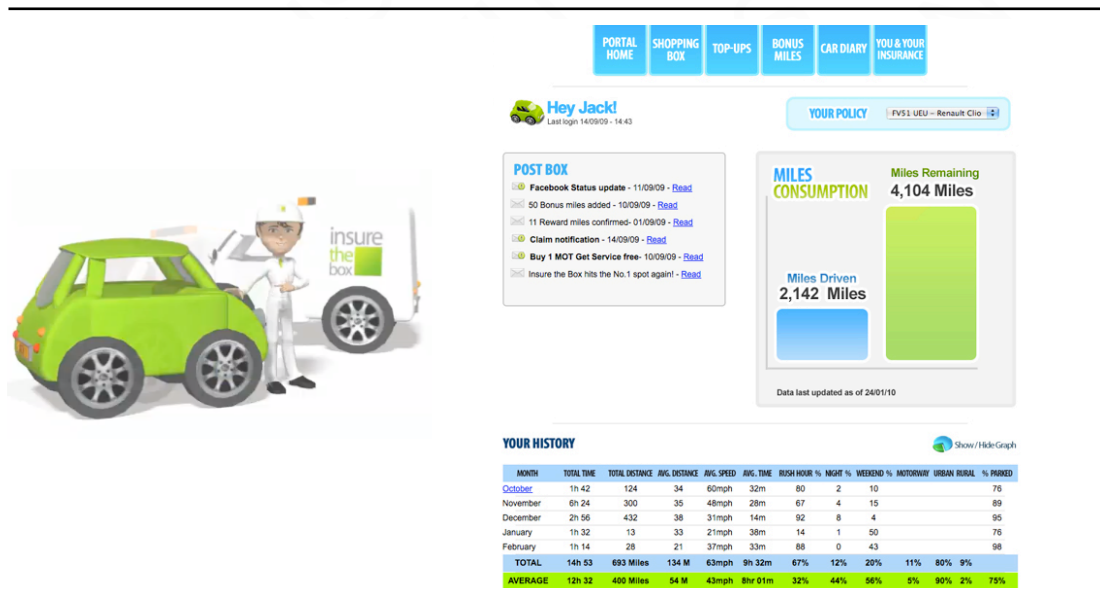 PORTAL HOME
SHOPPING BOX
TOP-UPS
BONUS MILES
CAR DIARY
YOU & YOUR INSURANCE
Hey Jack!
Last login 14/09/09 - 14:43
YOUR POLICY
FV51 UEU – Renault Clio
insure
the
box
POST BOX
Facebook Status update - 11/09/09 - Read
50 Bonus miles added - 10/09/09 - Read
11 Reward miles confirmed- 01/09/09 - Read
Claim notification - 14/09/09 - Read
Buy 1 MOT Get Service free- 10/09/09 - Read
Insure the Box hits the No.1 spot again! - Read
MILES
CONSUMPTION
Miles Remaining
4,104 Miles
Miles Driven
2,142 Miles
Data last updated as of 24/01/10
YOUR HISTORY
Show / Hide Graph
MONTH TOTAL TIME TOTAL DISTANCE AVG. DISTANCE AVG. SPEED AVG. TIME RUSH HOUR % NIGHT % WEEKEND % MOTORWAY URBAN RURAL % PARKED
October 1h 42 124 34 60mph 32m 80 2 10 76
November 6h 24 300 35 48mph 28m 67 4 15 89
December 2h 56 432 38 31mph 14m 92 8 4 95
January 1h 32 13 33 21mph 38m 14 1 50 76
February 1h 14 28 21 37mph 33m 88 0 43 98
TOTAL 14h 53 693 Miles 134 M 63mph 9h 32m 67% 12% 20% 11% 80% 9%
AVERAGE 12h 32 400 Miles 54 M 43mph 8hr 01m 32% 44% 56% 5% 90% 2% 75%